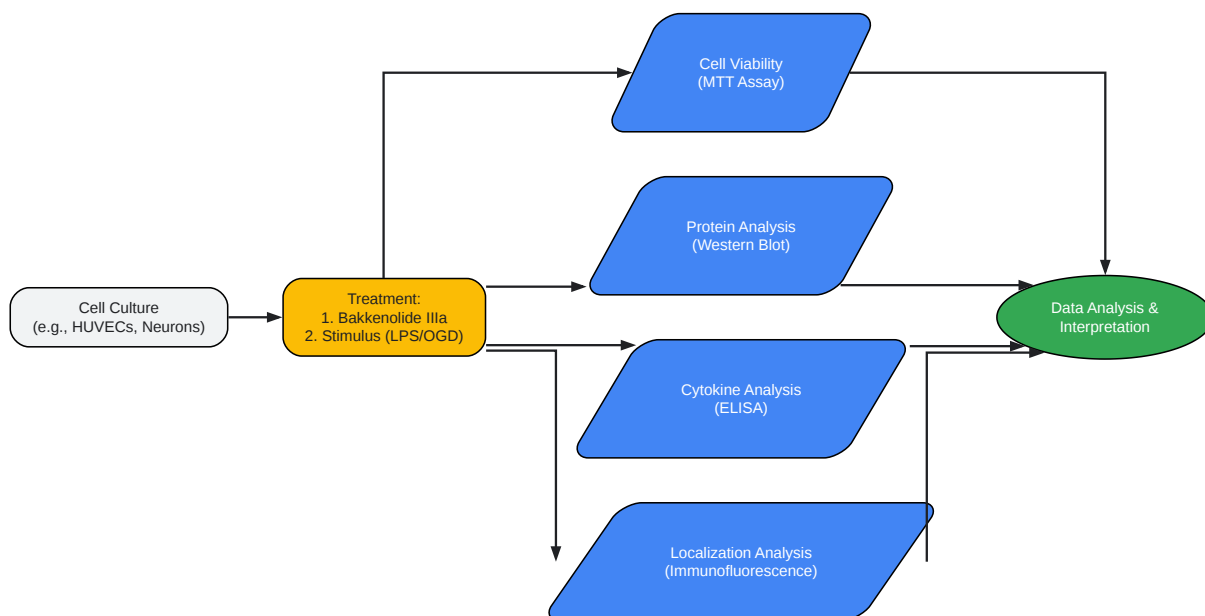 Cell Culture
(e.g., HUVECs, Neurons)
Treatment:
1. Bakkenolide IIIa
2. Stimulus (LPS/OGD)
Cell Viability
(MTT Assay)
Protein Analysis
(Western Blot)
Cytokine Analysis
(ELISA)
Localization Analysis
(Immunofluorescence)
Data Analysis &
Interpretation